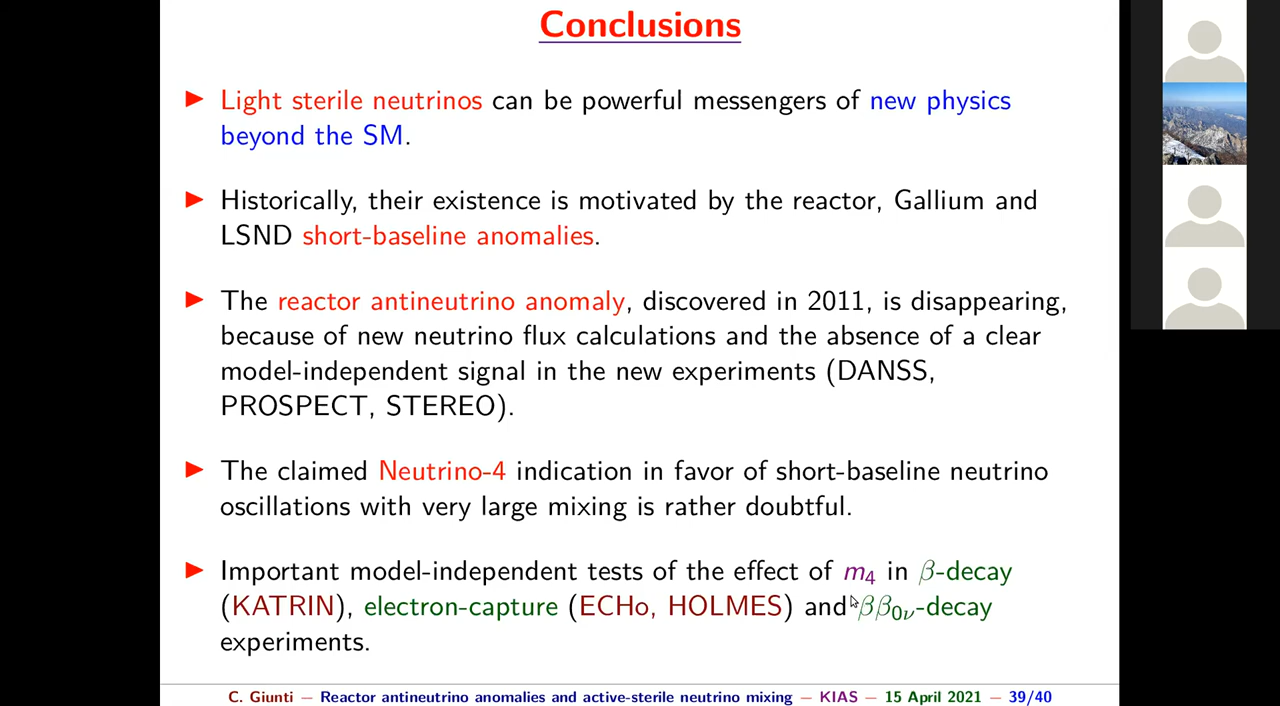 Conclusions
Light sterile neutrinos can be powerful messengers of new physics
beyond the SM.
Historically, their existence is motivated by the reactor, Gallium and
LSND short-baseline anomalies.
The reactor antineutrino anomaly, discovered in 2011, is disappearing,
because of new neutrino flux calculations and the absence of a clear
model-independent signal in the new experiments (DANSS,
PROSPECT, STEREO).
The claimed Neutrino-4 indication in favor of short-baseline neutrino
oscillations with very large mixing is rather doubtful.
Important model-independent tests of the effect of m₄ in β-decay
(KATRIN), electron-capture (ECHo, HOLMES) and ββ₀ᵥ-decay
experiments.
C. Giunti − Reactor antineutrino anomalies and active-sterile neutrino mixing − KIAS − 15 April 2021 − 39/40